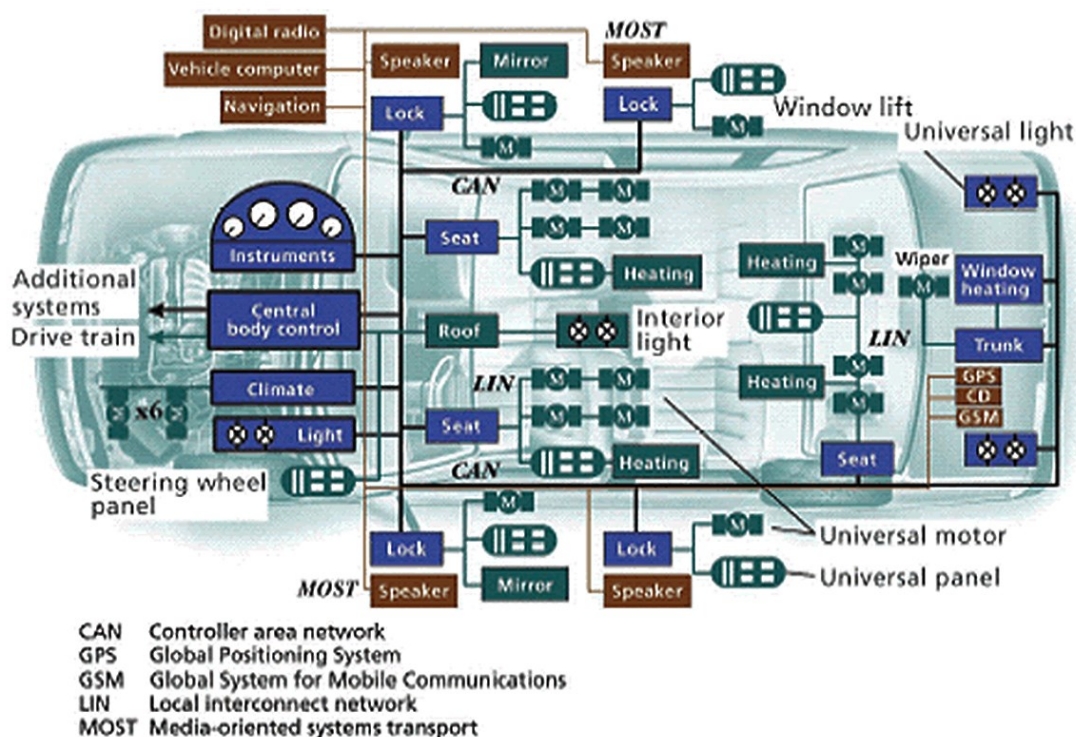 Digital radio
MOST
Vehicle computer
Speaker
Mirror
Speaker
Navigation
Lock
Lock
M
M
Window lift
Universal light
CAN
M M
Instruments
Seat
M M
Heating
Heating
M
M
Wiper
M
Window
heating
Additional
systems
Drive train
Central
body control
Roof
Interior
light
LIN
Trunk
Climate
LIN
M M
Heating
M
GPS
CD
GSM
x6
M M
Light
Seat
M M
CAN
Heating
M
Seat
Steering wheel
panel
M
M
Universal motor
Lock
Lock
Universal panel
MOST
Speaker
Mirror
Speaker
CAN Controller area network
GPS Global Positioning System
GSM Global System for Mobile Communications
LIN Local interconnect network
MOST Media-oriented systems transport